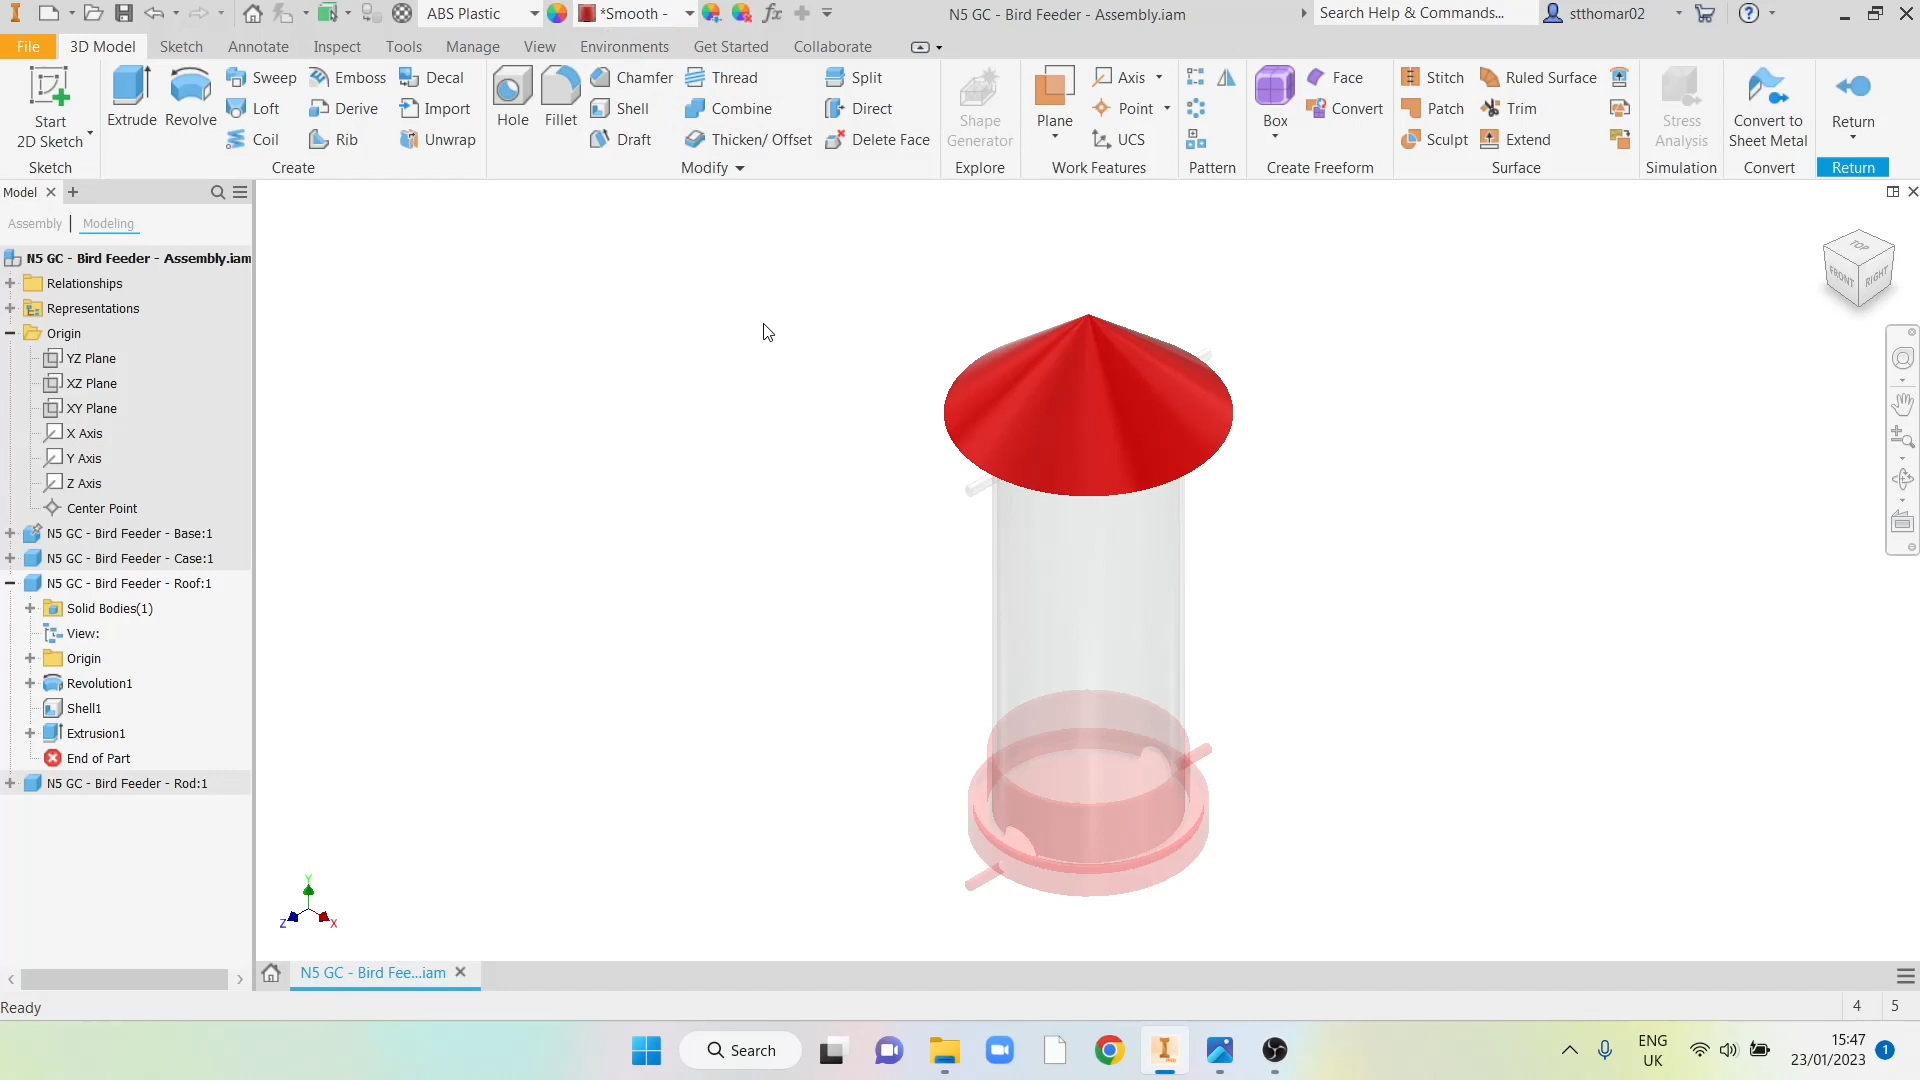 ABS Plastic
*Smooth -
N5 GC - Bird Feeder - Assembly.iam
Search Help & Commands...
stthomar02
File
3D Model
Sketch
Annotate
Inspect
Tools
Manage
View
Environments
Get Started
Collaborate
Start
2D Sketch
Sketch
Extrude
Revolve
Sweep
Loft
Coil
Emboss
Derive
Rib
Decal
Import
Unwrap
Create
Hole
Fillet
Chamfer
Shell
Draft
Thread
Combine
Thicken/ Offset
Split
Direct
Delete Face
Modify
Shape
Generator
Explore
Plane
Axis
Point
UCS
Work Features
Pattern
Box
Face
Convert
Create Freeform
Stitch
Patch
Sculpt
Ruled Surface
Trim
Extend
Surface
Stress
Analysis
Simulation
Convert to
Sheet Metal
Convert
Return
Return
Model
Assembly
Modeling
N5 GC - Bird Feeder - Assembly.iam
Relationships
Representations
Origin
YZ Plane
XZ Plane
XY Plane
X Axis
Y Axis
Z Axis
Center Point
N5 GC - Bird Feeder - Base:1
N5 GC - Bird Feeder - Case:1
N5 GC - Bird Feeder - Roof:1
Solid Bodies(1)
View:
Origin
Revolution1
Shell1
Extrusion1
End of Part
N5 GC - Bird Feeder - Rod:1
TOP
FRONT
RIGHT
Y
Z
X
N5 GC - Bird Fee...iam
Ready
4
5
Search
ENG
UK
15:47
23/01/2023
1